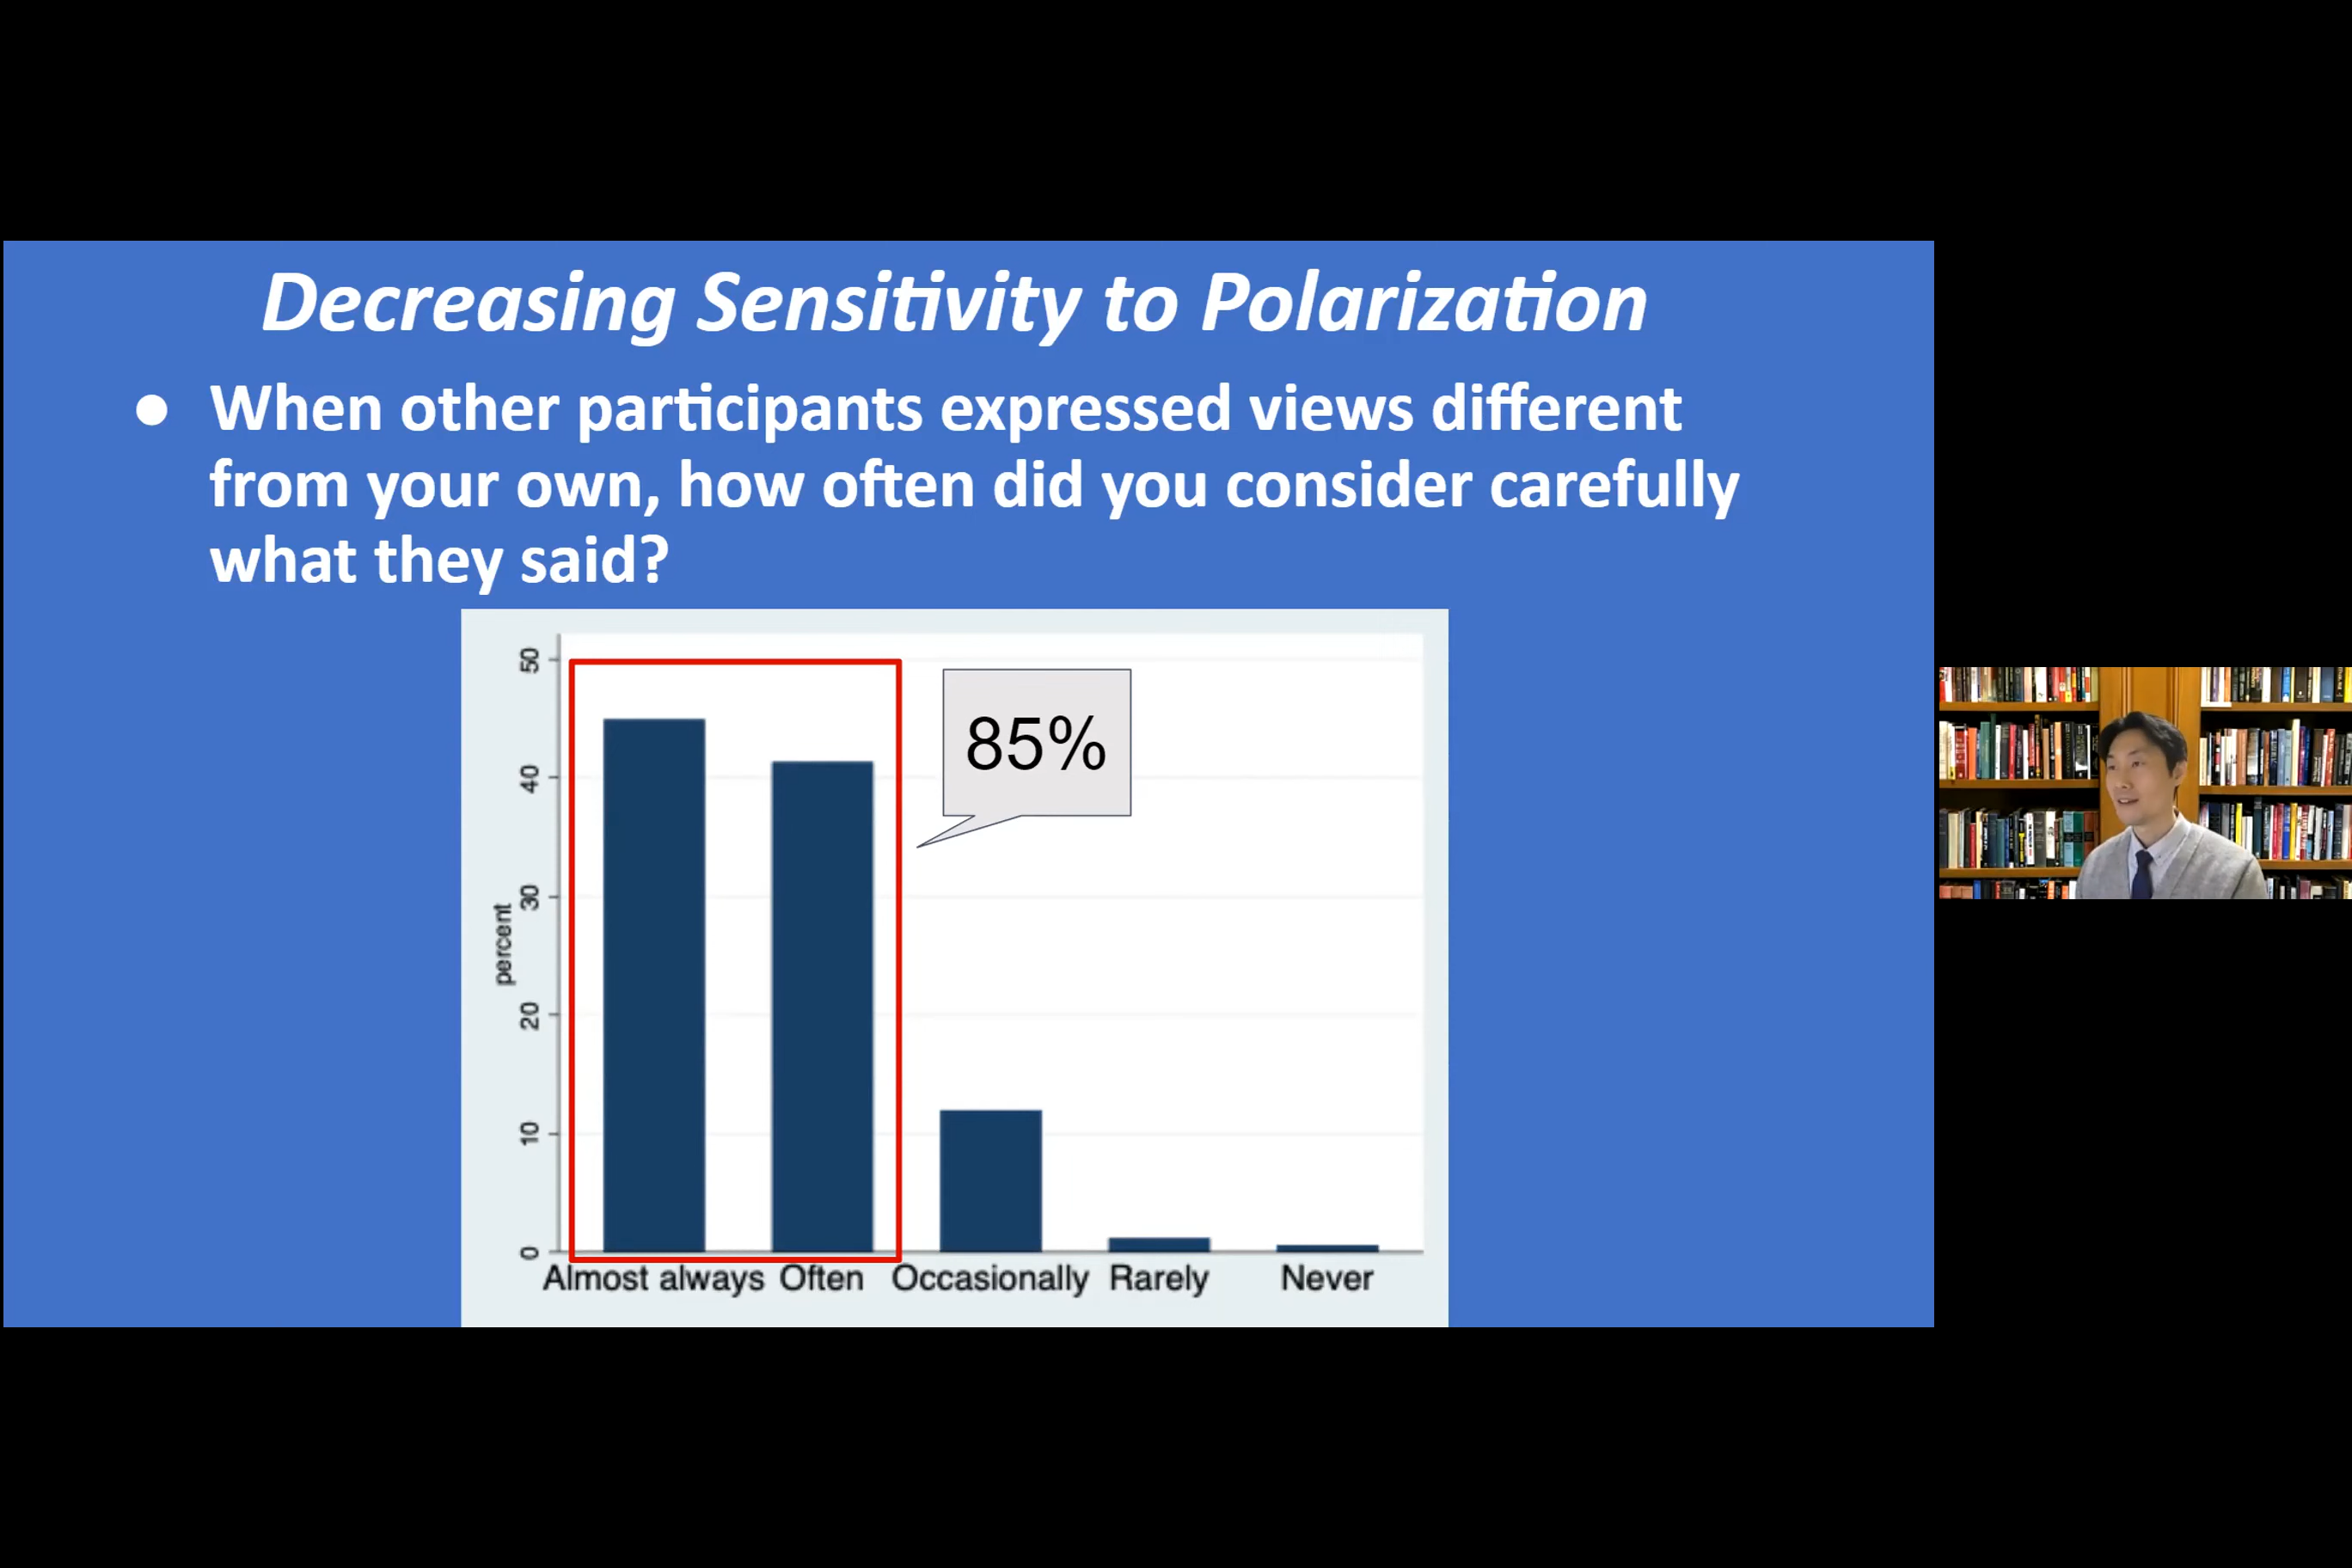 Decreasing Sensitivity to Polarization
● When other participants expressed views different
from your own, how often did you consider carefully
what they said?
50
40
30
20
10
0
percent
85%
Almost always Often Occasionally Rarely Never